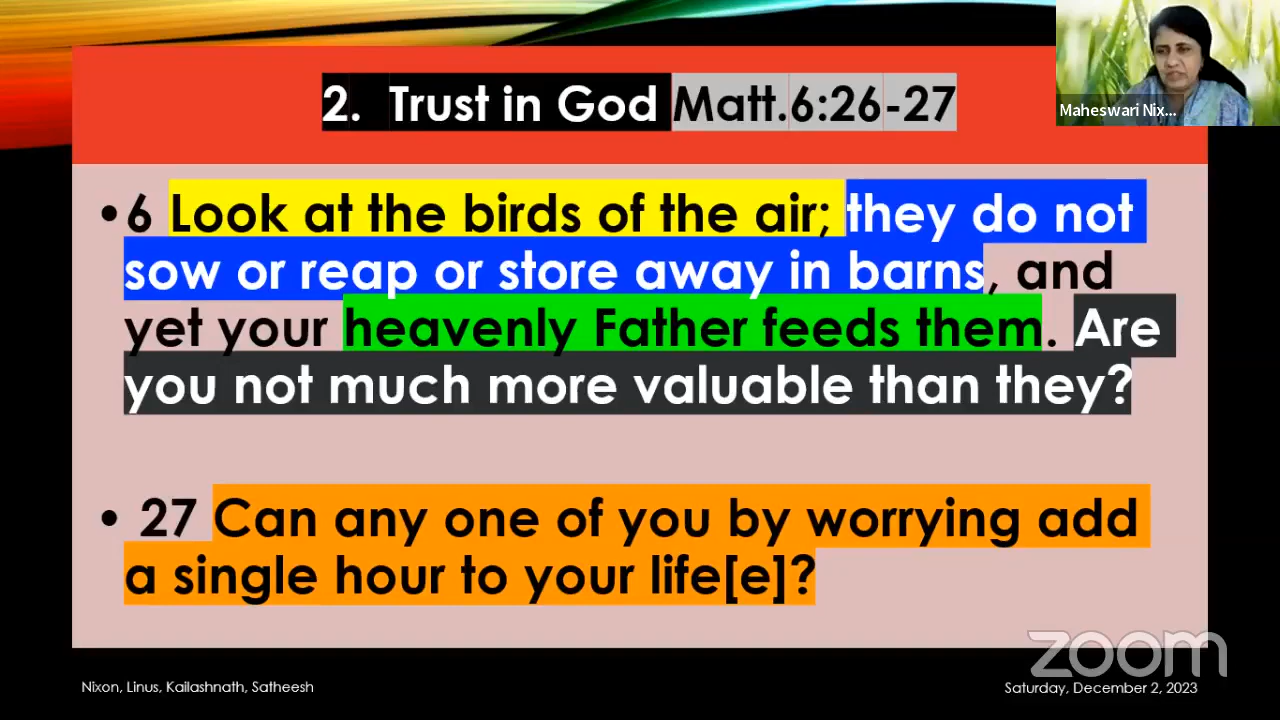 2. Trust in God Matt.6:26-27
Maheswari Nix...
•6 Look at the birds of the air; they do not
sow or reap or store away in barns, and
yet your heavenly Father feeds them. Are
you not much more valuable than they?
• 27 Can any one of you by worrying add
a single hour to your life[e]?
zoom
Nixon, Linus, Kailashnath, Satheesh
Saturday, December 2, 2023